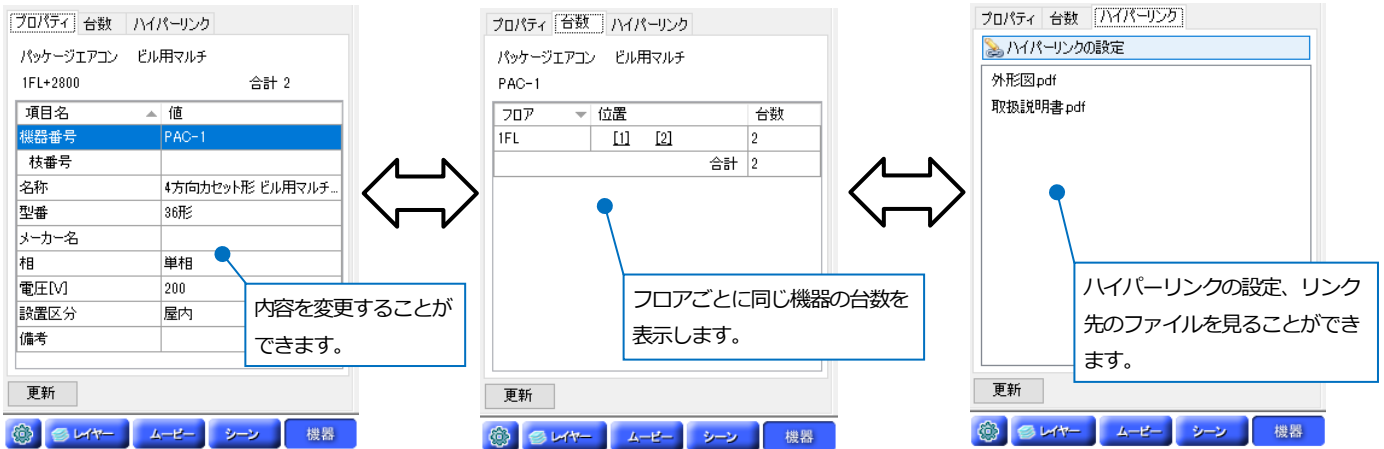 プロパティ 台数 ハイパーリンク
パッケージエアコン ビル用マルチ
1FL+2800 合計 2
項目名 値
機器番号 PAC-1
枝番号
名称 4方向カセット形 ビル用マルチ...
型番 36形
メーカー名
相 単相
電圧[V] 200
設置区分 屋内
備考
内容を変更することが
できます。
更新
レイヤー ムービー シーン 機器
プロパティ 台数 ハイパーリンク
パッケージエアコン ビル用マルチ
PAC-1
フロア 位置 台数
1FL [1] [2] 2
合計 2
フロアごとに同じ機器の台数を
表示します。
更新
レイヤー ムービー シーン 機器
プロパティ 台数 ハイパーリンク
ハイパーリンクの設定
外形図.pdf
取扱説明書.pdf
ハイパーリンクの設定、リンク
先のファイルを見ることができ
ます。
更新
レイヤー ムービー シーン 機器